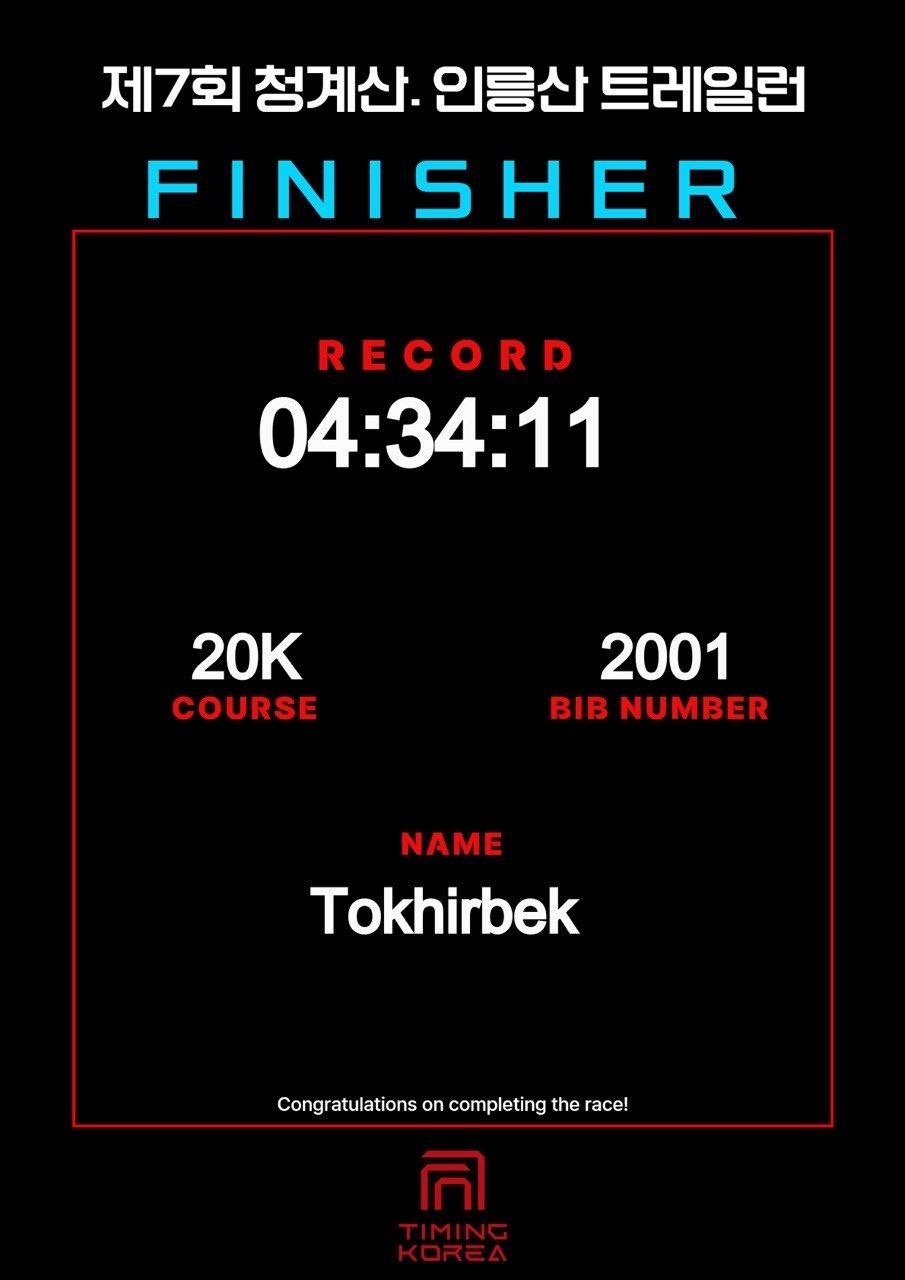 제7회 청계산. 인릉산 트레일런
FINISHER
RECORD
04:34:11
20K 2001
COURSE BIB NUMBER
NAME
Tokhirbek
Congratulations on completing the race!
TIMING
KOREA